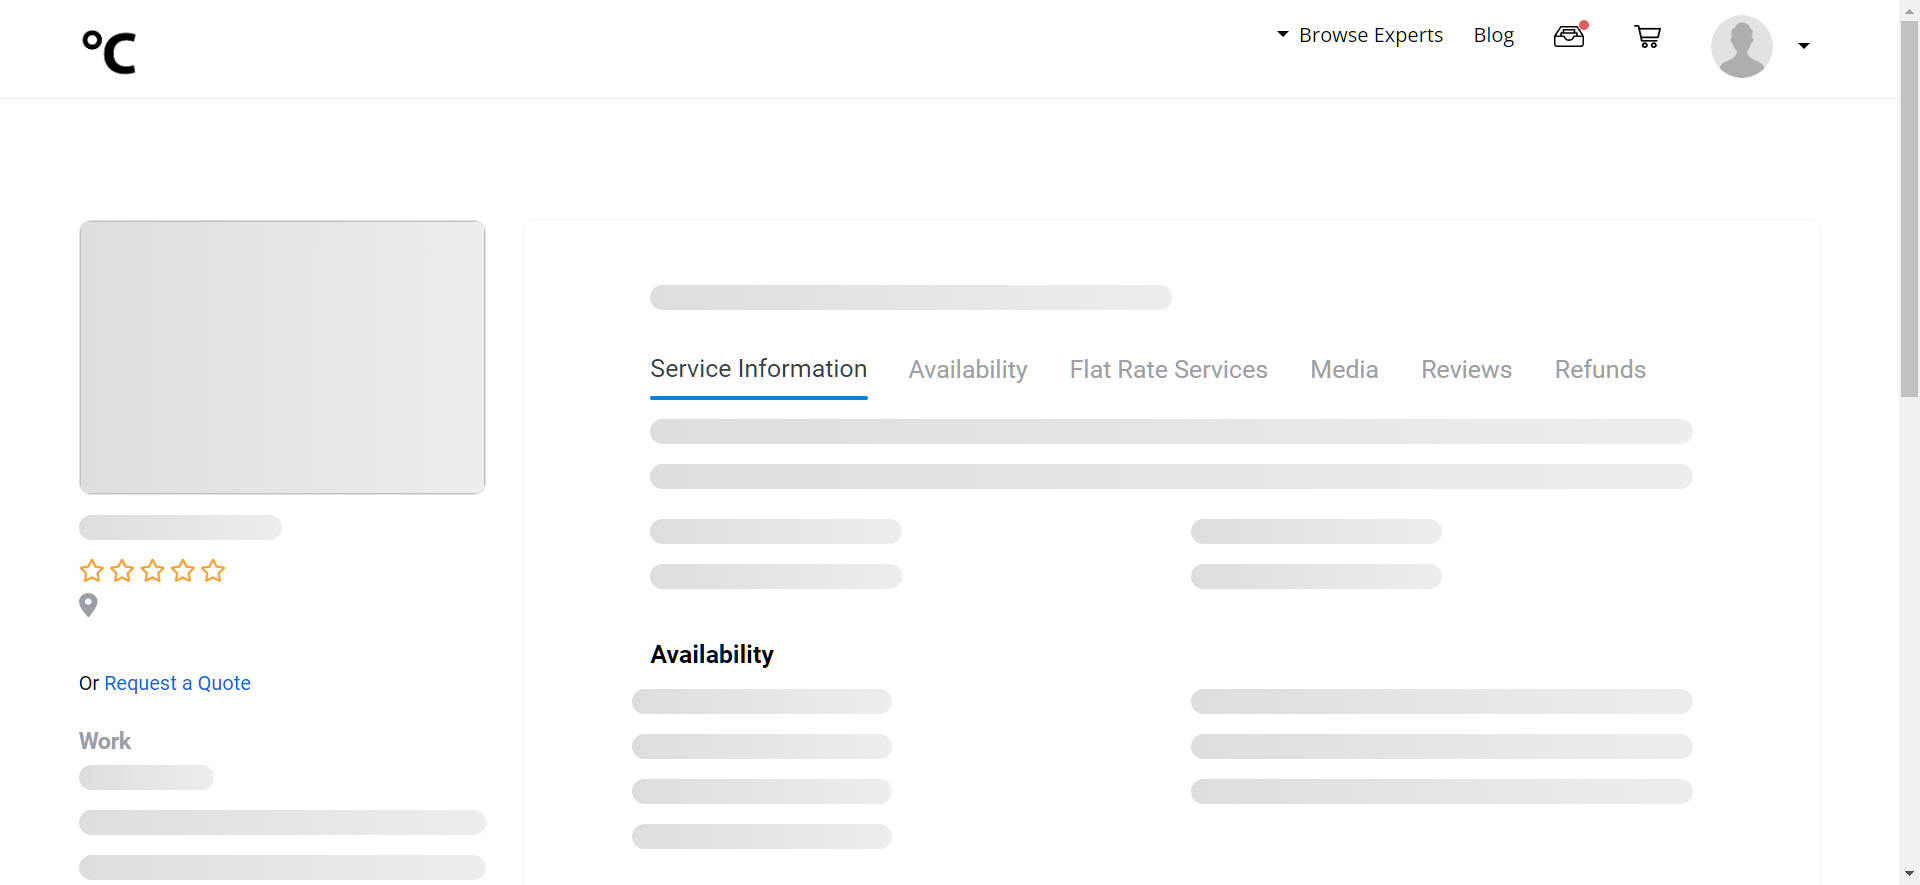 °C
Browse Experts
Blog
Service Information
Availability
Flat Rate Services
Media
Reviews
Refunds
Availability
Or Request a Quote
Work